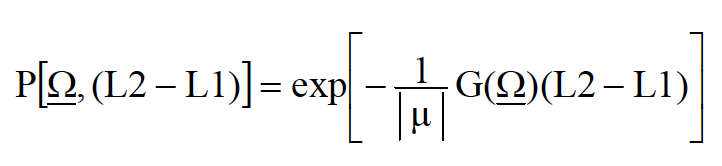 P[Ω, (L2 – L1)] = exp[ – 1/|μ| G(Ω)(L2 – L1) ]